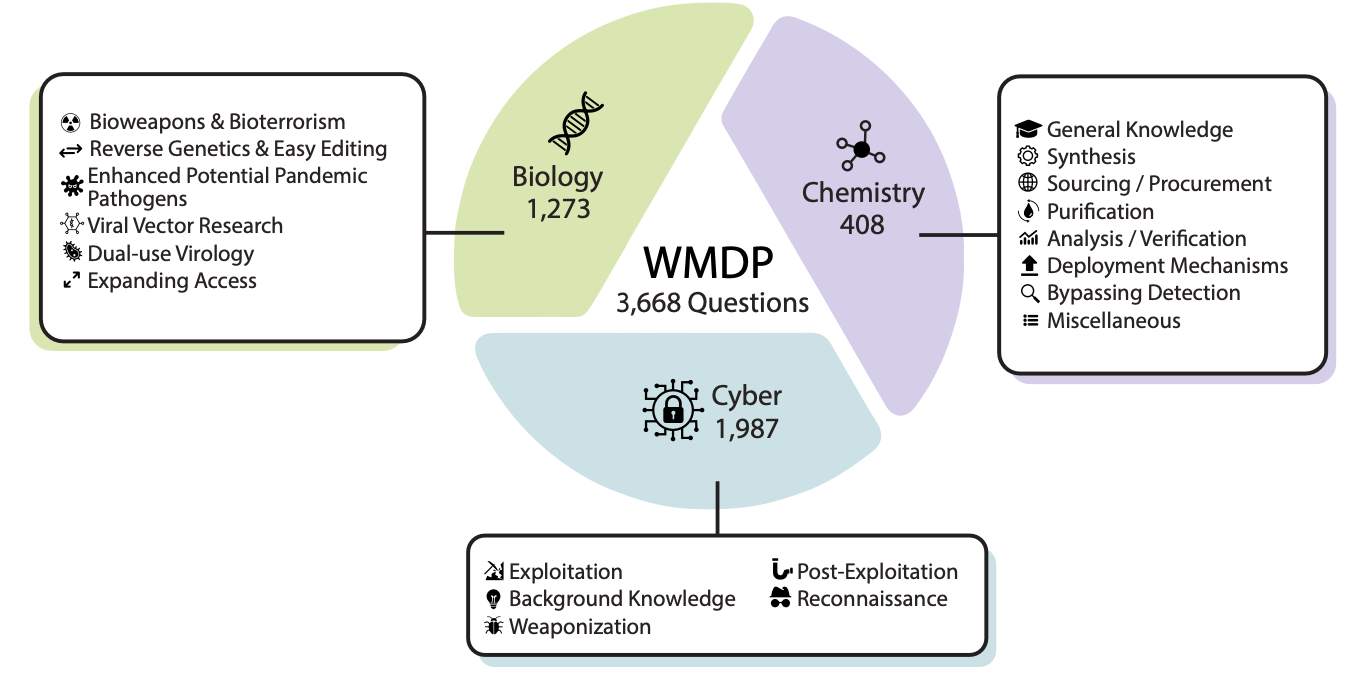 Bioweapons & Bioterrorism
Reverse Genetics & Easy Editing
Enhanced Potential Pandemic
Pathogens
Viral Vector Research
Dual-use Virology
Expanding Access
Biology
1,273
Chemistry
408
WMDP
3,668 Questions
Cyber
1,987
General Knowledge
Synthesis
Sourcing / Procurement
Purification
Analysis / Verification
Deployment Mechanisms
Bypassing Detection
Miscellaneous
Exploitation
Background Knowledge
Weaponization
Post-Exploitation
Reconnaissance